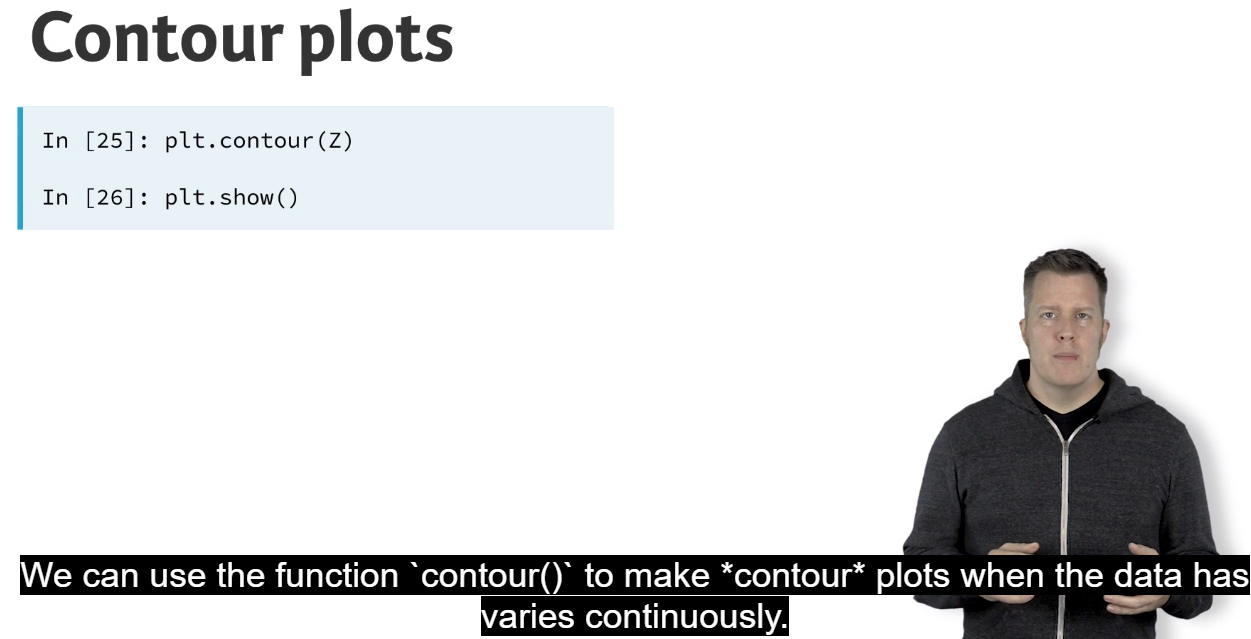 Contour plots
In [25]: plt.contour(Z)
In [26]: plt.show()
We can use the function `contour()` to make *contour* plots when the data has
varies continuously.